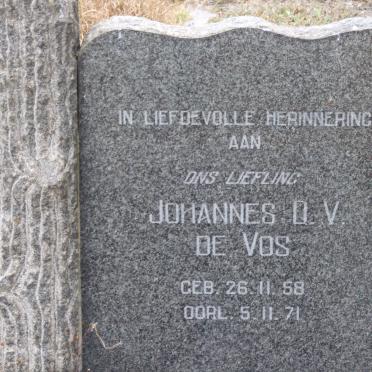 IN LIEFDEVOLLE HERINNERING
AAN
ONS LIEFLING
JOHANNES D. V.
DE VOS
GEB. 26. 11. 58
OORL. 5. 11. 71